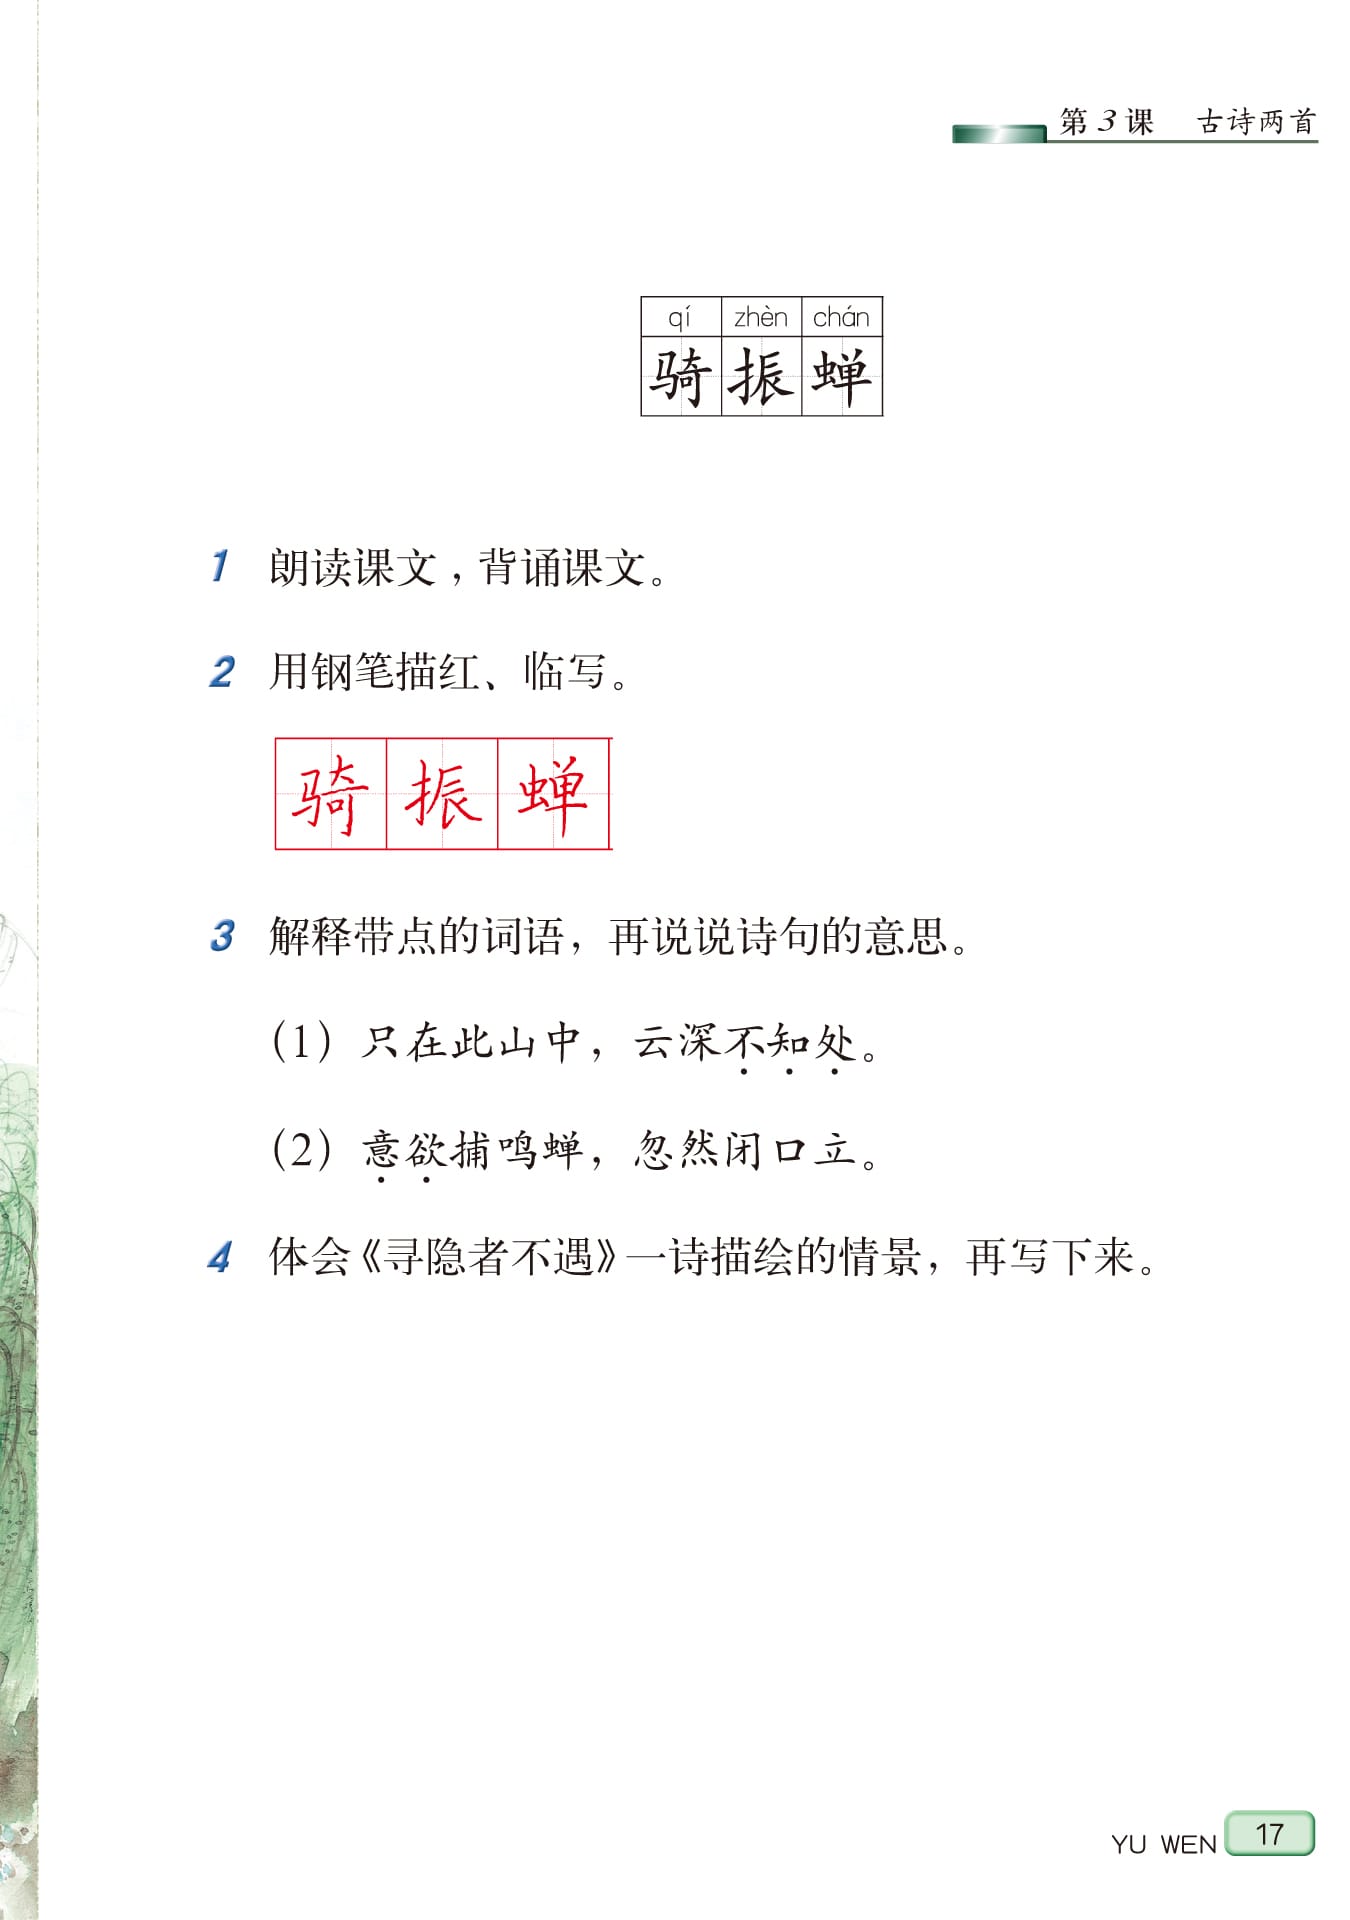 第3课 古诗两首
qí zhèn chán
骑 振 蝉
1 朗读课文，背诵课文。
2 用钢笔描红、临写。
骑 振 蝉
3 解释带点的词语，再说说诗句的意思。
（1）只在此山中，云深不知处。
（2）意欲捕鸣蝉，忽然闭口立。
4 体会《寻隐者不遇》一诗描绘的情景，再写下来。
YU WEN 17